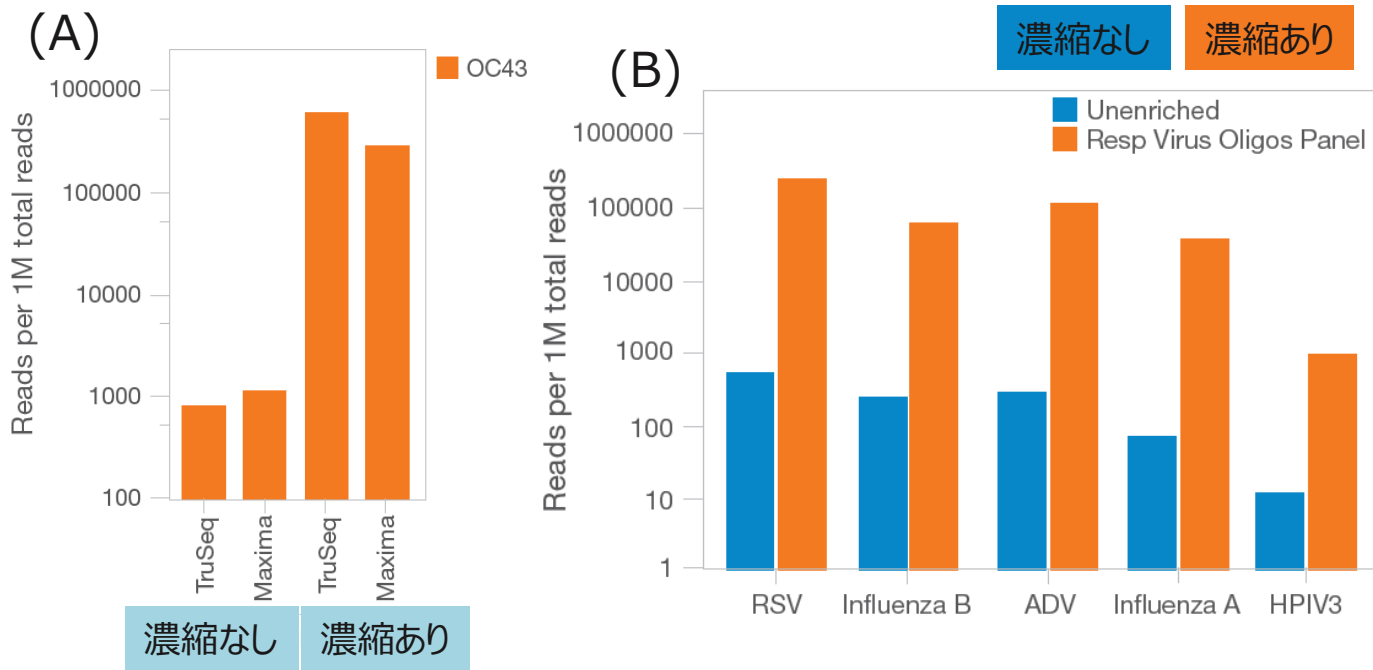 (A)
OC43
Reads per 1M total reads
1000000
100000
10000
1000
100
TruSeq
Maxima
TruSeq
Maxima
濃縮なし
濃縮あり
(B)
濃縮なし
濃縮あり
Unenriched
Resp Virus Oligos Panel
Reads per 1M total reads
1000000
100000
10000
1000
100
10
1
RSV
Influenza B
ADV
Influenza A
HPIV3